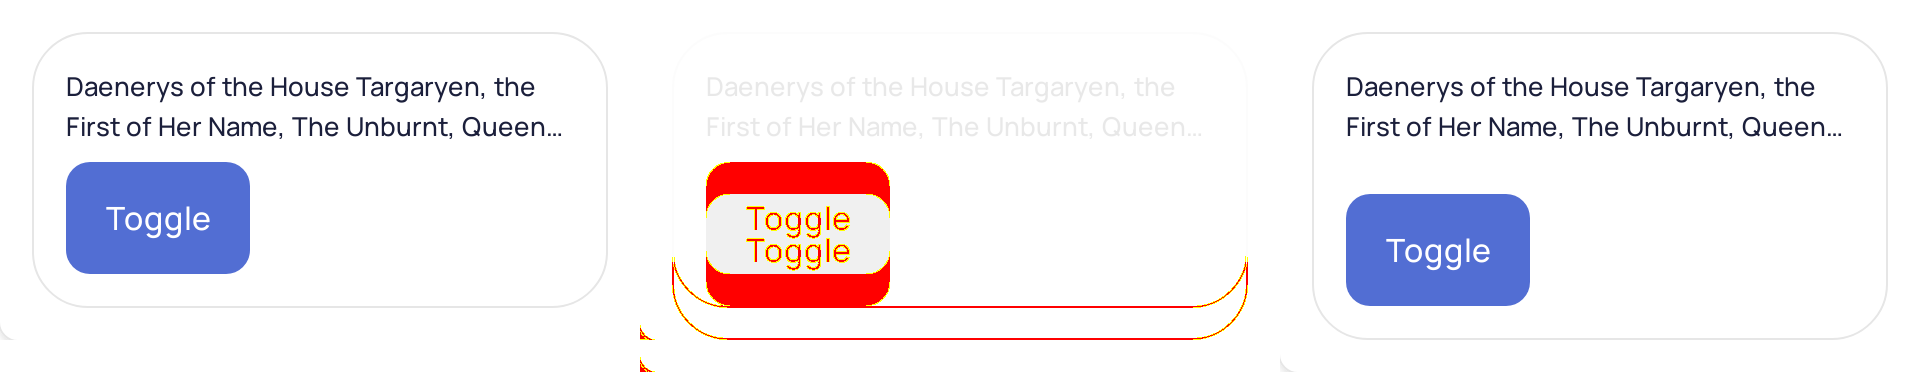 Daenerys of the House Targaryen, the
First of Her Name, The Unburnt, Queen...
Toggle
Daenerys of the House Targaryen, the
First of Her Name, The Unburnt, Queen...
Toggle
Toggle
Daenerys of the House Targaryen, the
First of Her Name, The Unburnt, Queen...
Toggle